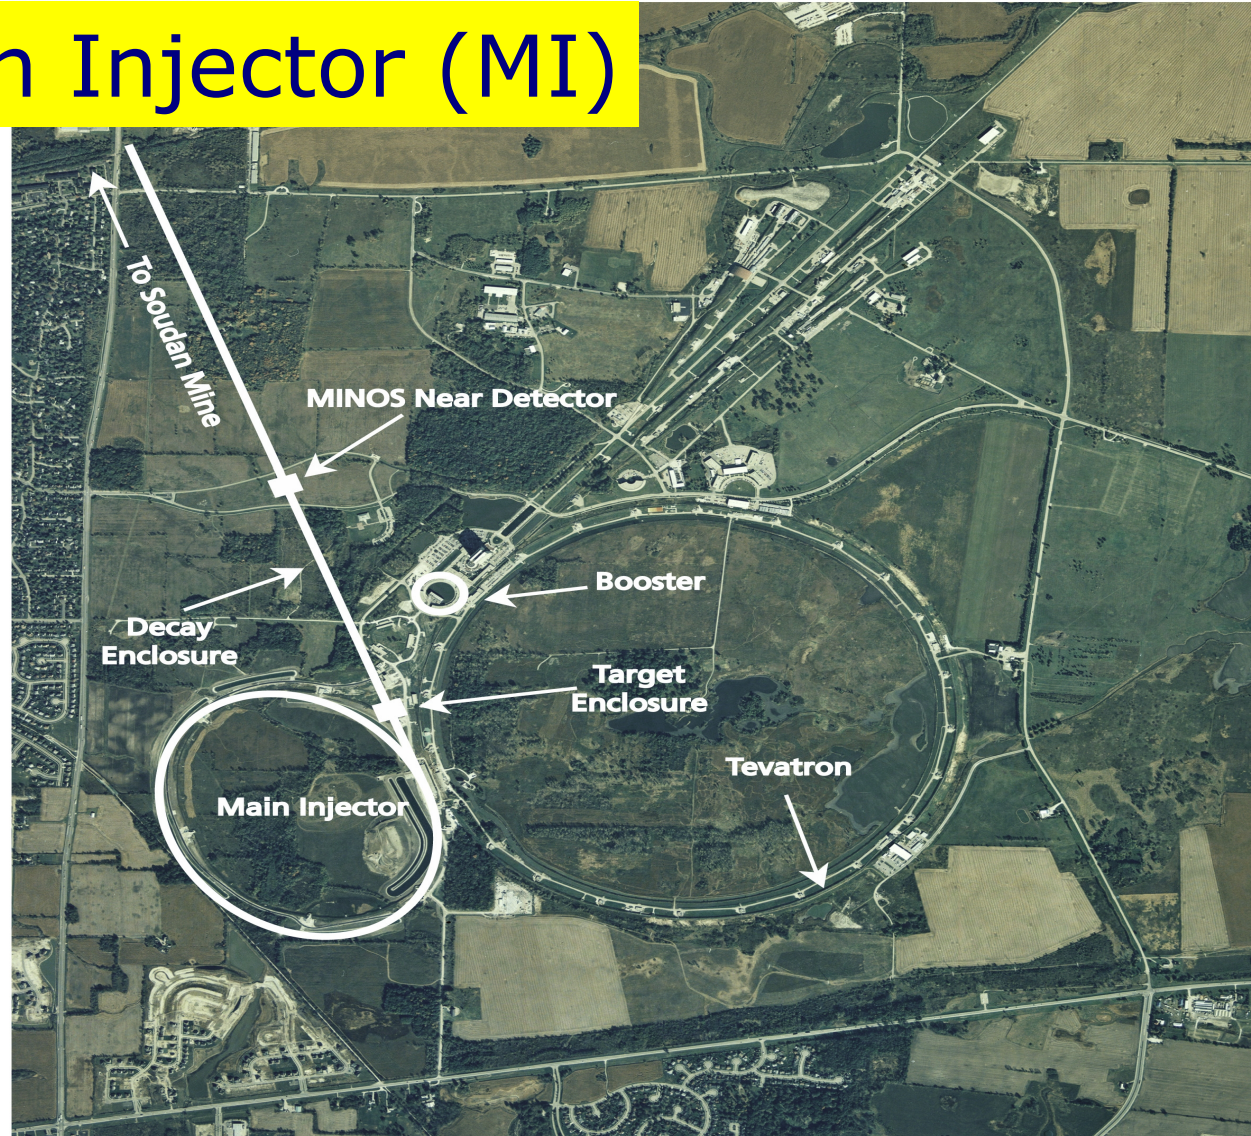 n Injector (MI)
To Soudan Mine
MINOS Near Detector
Booster
Decay
Enclosure
Target
Enclosure
Tevatron
Main Injector